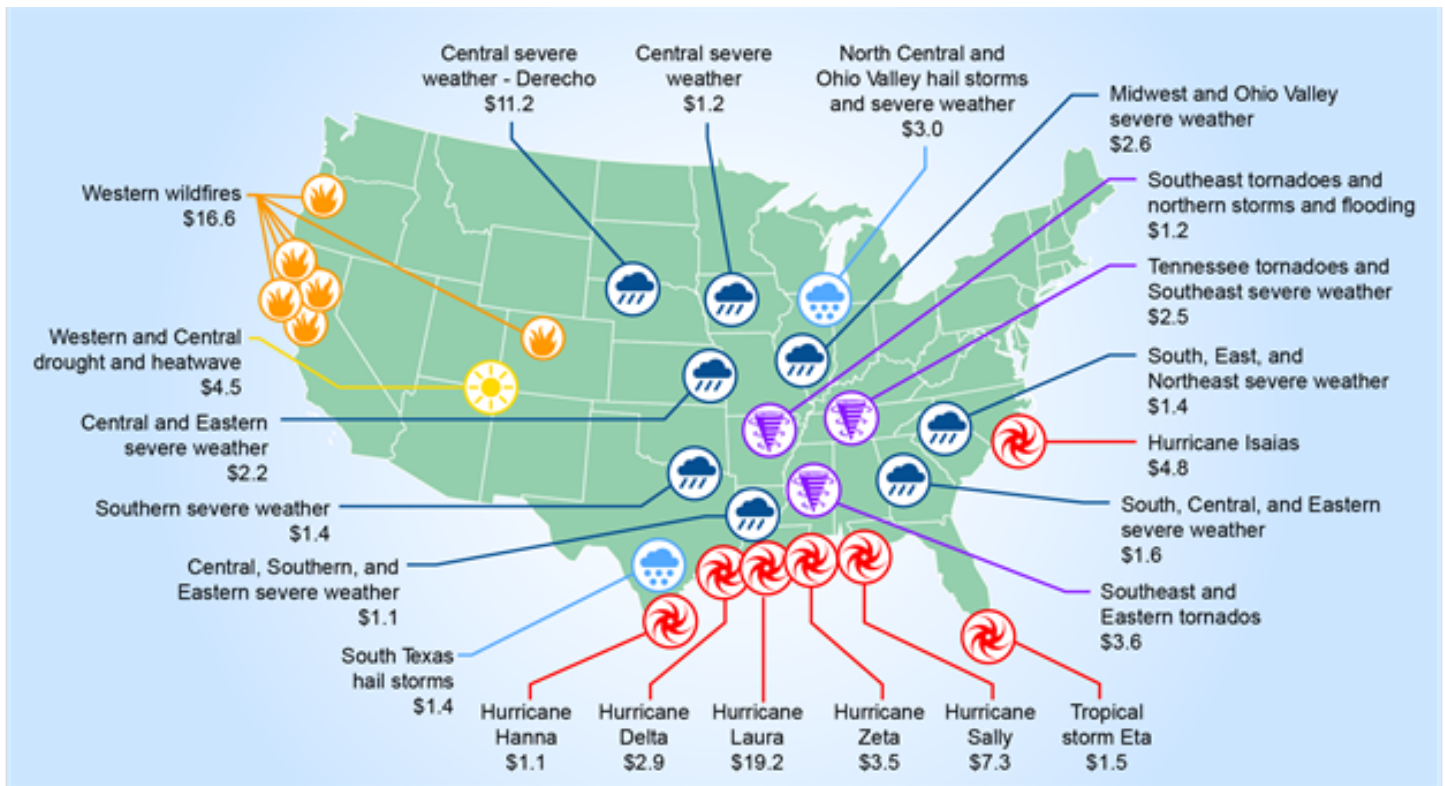 Central severe
weather - Derecho
$11.2
Central severe
weather
$1.2
North Central and
Ohio Valley hail storms
and severe weather
$3.0
Midwest and Ohio Valley
severe weather
$2.6
Southeast tornadoes and
northern storms and flooding
$1.2
Tennessee tornadoes and
Southeast severe weather
$2.5
South, East, and
Northeast severe weather
$1.4
Hurricane Isaias
$4.8
South, Central, and Eastern
severe weather
$1.6
Southeast and
Eastern tornados
$3.6
Western wildfires
$16.6
Western and Central
drought and heatwave
$4.5
Central and Eastern
severe weather
$2.2
Southern severe weather
$1.4
Central, Southern, and
Eastern severe weather
$1.1
South Texas
hail storms
$1.4
Hurricane
Hanna
$1.1
Hurricane
Delta
$2.9
Hurricane
Laura
$19.2
Hurricane
Zeta
$3.5
Hurricane
Sally
$7.3
Tropical
storm Eta
$1.5